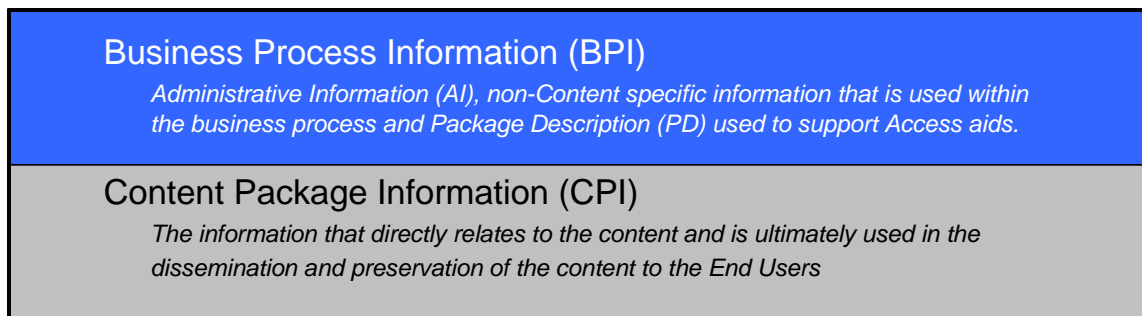 Business Process Information (BPI)
Administrative Information (AI), non-Content specific information that is used within
the business process and Package Description (PD) used to support Access aids.
Content Package Information (CPI)
The information that directly relates to the content and is ultimately used in the
dissemination and preservation of the content to the End Users